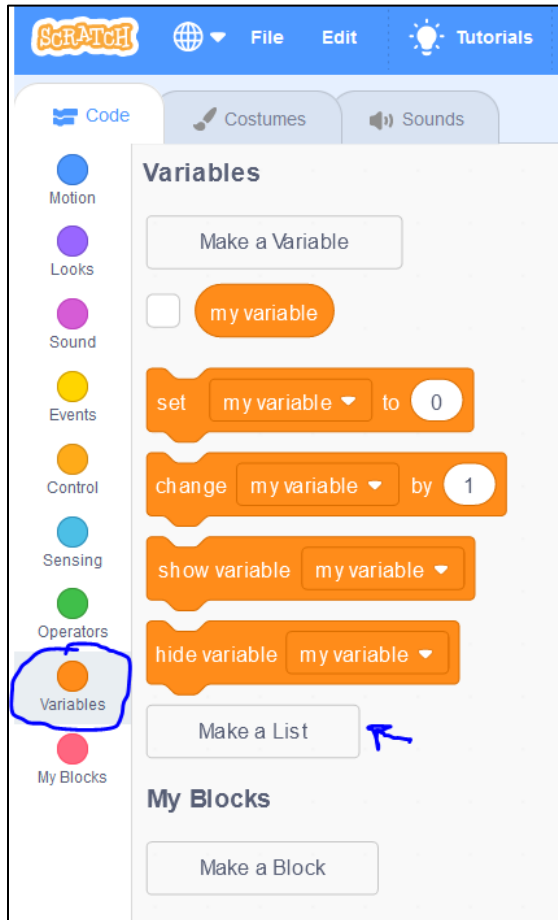 SCRATCH File Edit Tutorials
Code Costumes Sounds
Motion
Looks
Sound
Events
Control
Sensing
Operators
Variables
My Blocks
Variables
Make a Variable
my variable
set my variable to 0
change my variable by 1
show variable my variable
hide variable my variable
Make a List
My Blocks
Make a Block